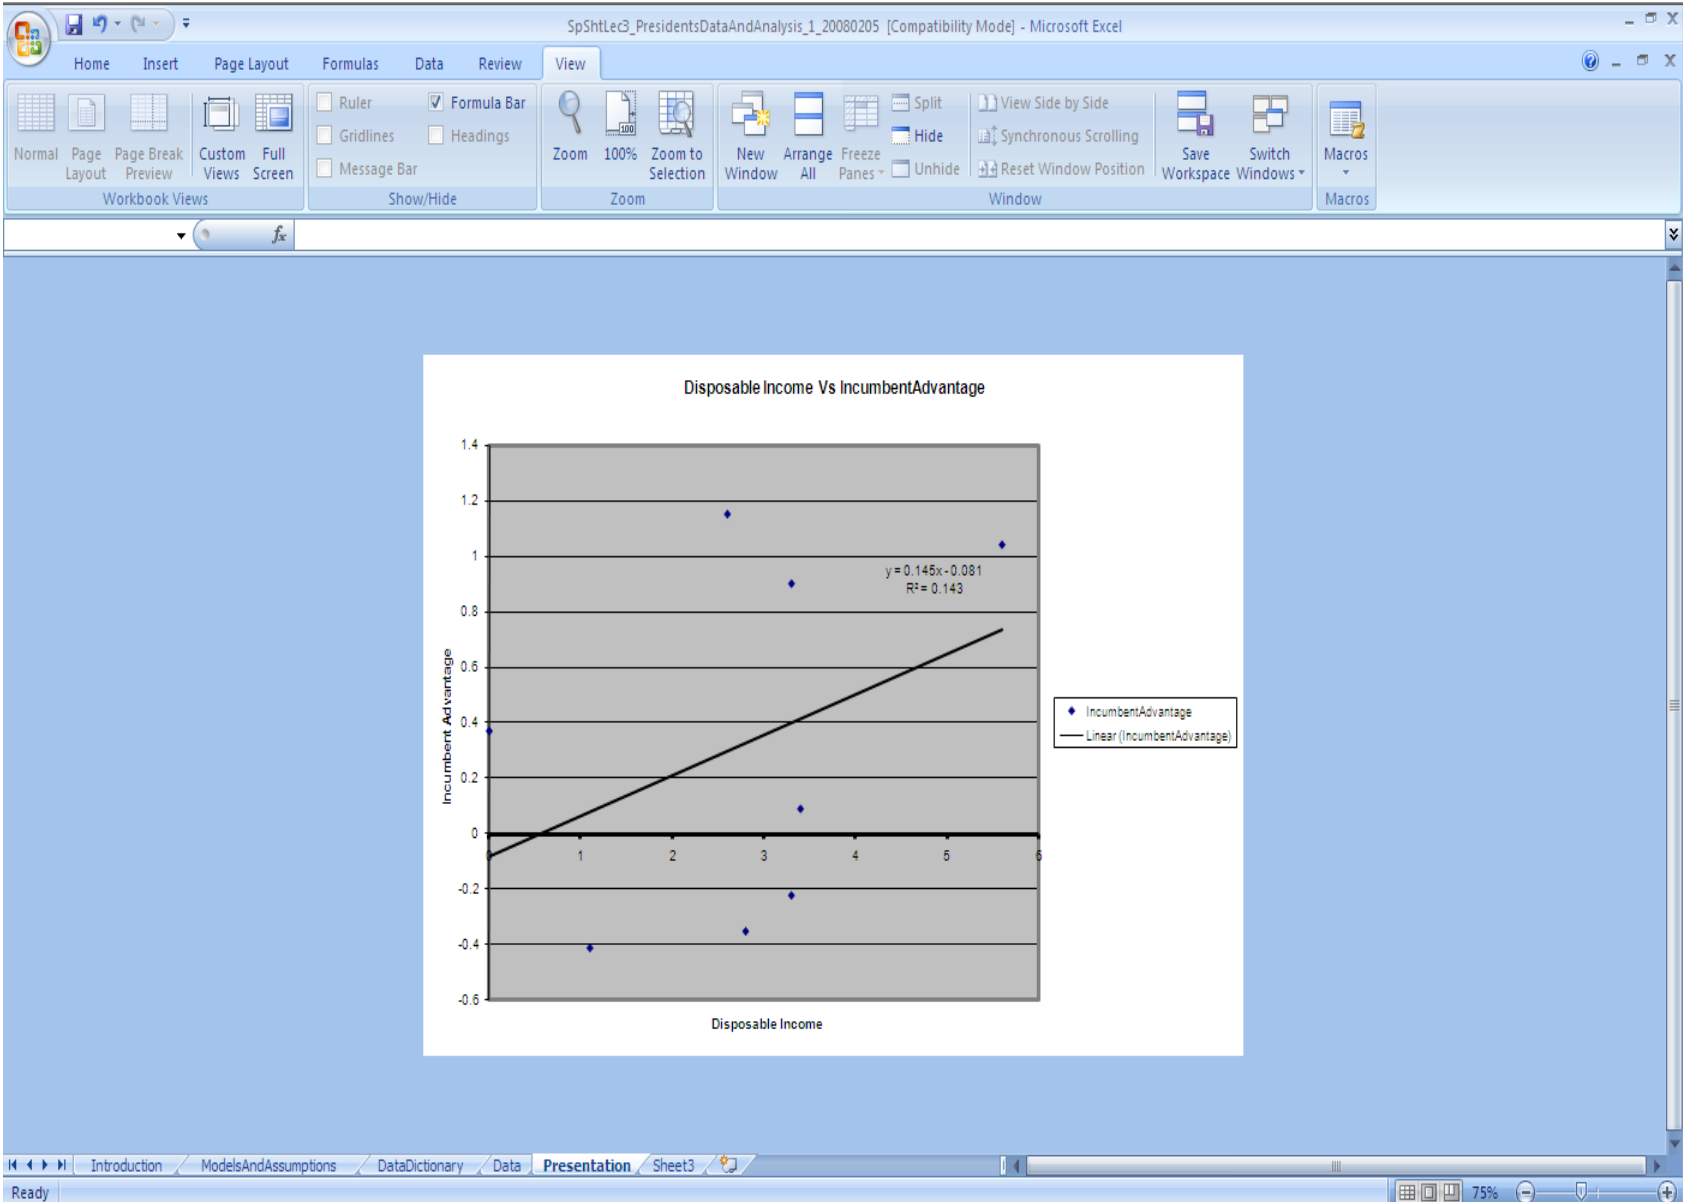 SpShtLec3_PresidentsDataAndAnalysis_1_20080205 [Compatibility Mode] - Microsoft Excel
Home Insert Page Layout Formulas Data Review View
Ruler Formula Bar Split View Side by Side
Gridlines Headings Hide Synchronous Scrolling
Normal Page Layout Page Break Preview Custom Views Full Screen Message Bar Zoom 100% Zoom to Selection New Window Arrange All Freeze Panes Unhide Reset Window Position Save Workspace Switch Windows Macros
Workbook Views Show/Hide Zoom Window Macros
fx
Disposable Income Vs IncumbentAdvantage
1.4
1.2
1
y = 0.145x - 0.081
R² = 0.143
0.8
0.6
Incumbent Advantage
IncumbentAdvantage
0.4
Linear (IncumbentAdvantage)
0.2
0
0 1 2 3 4 5 6
-0.2
-0.4
-0.6
Disposable Income
Introduction ModelsAndAssumptions DataDictionary Data Presentation Sheet3
Ready 75%